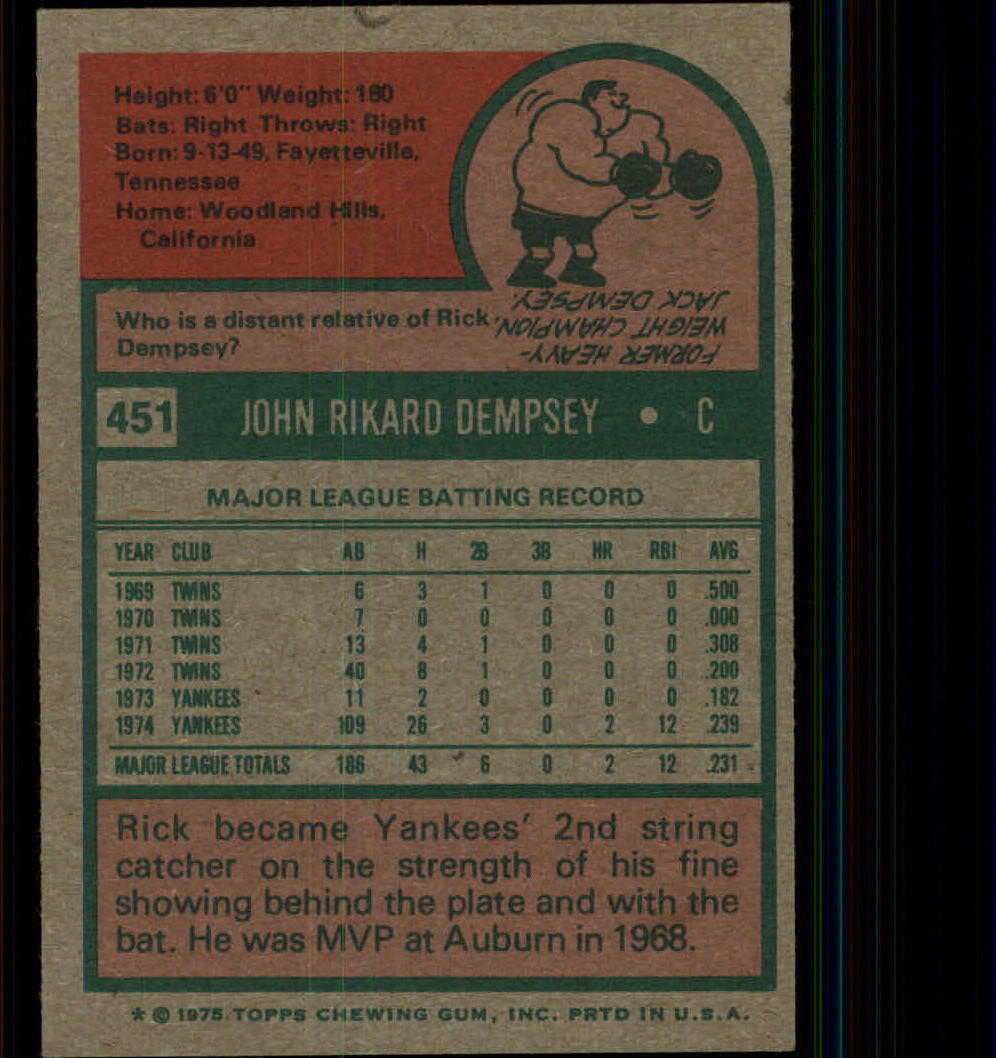 Height: 6'0" Weight: 180
Bats: Right Throws: Right
Born: 9-13-49, Fayetteville,
Tennessee
Home: Woodland Hills,
California
Who is a distant relative of Rick
Dempsey?
FORMER HEAVY-
WEIGHT CHAMPION,
JACK DEMPSEY.
451 JOHN RIKARD DEMPSEY • C
MAJOR LEAGUE BATTING RECORD
YEAR CLUB AB H 2B 3B HR RBI AVG
1969 TWINS 6 3 1 0 0 0 .500
1970 TWINS 7 0 0 0 0 0 .000
1971 TWINS 13 4 1 0 0 0 .308
1972 TWINS 40 8 1 0 0 0 .200
1973 YANKEES 11 2 0 0 0 0 .182
1974 YANKEES 109 26 3 0 2 12 .239
MAJOR LEAGUE TOTALS 186 43 6 0 2 12 .231
Rick became Yankees' 2nd string
catcher on the strength of his fine
showing behind the plate and with the
bat. He was MVP at Auburn in 1968.
* © 1975 TOPPS CHEWING GUM, INC. PRTD IN U.S.A.